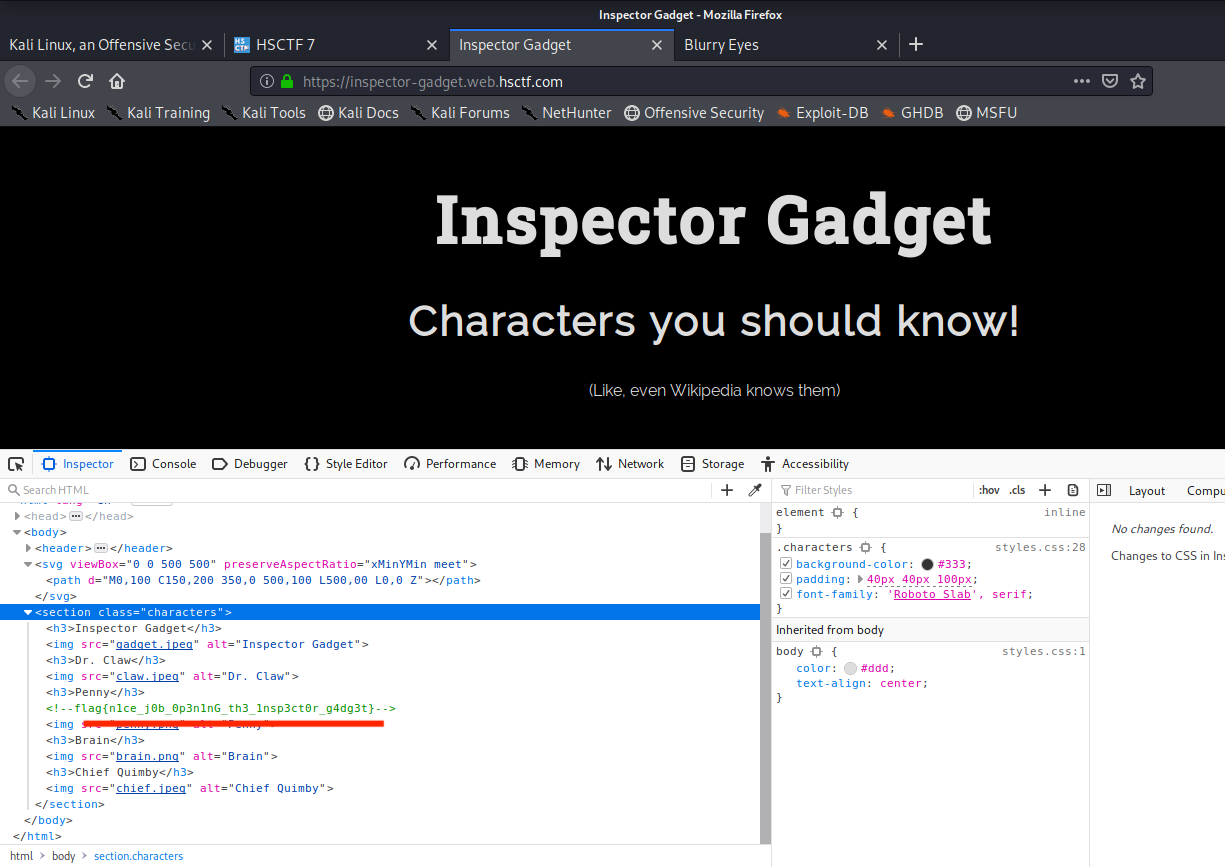 Inspector Gadget - Mozilla Firefox
Kali Linux, an Offensive Secu
HSCTF 7
Inspector Gadget
Blurry Eyes
https://inspector-gadget.web.hsctf.com
Kali Linux Kali Training Kali Tools Kali Docs Kali Forums NetHunter Offensive Security Exploit-DB GHDB MSFU
Inspector Gadget
Characters you should know!
(Like, even Wikipedia knows them)
Inspector Console Debugger Style Editor Performance Memory Network Storage Accessibility
Search HTML
<head></head>
<body>
<header></header>
<svg viewBox="0 0 500 500" preserveAspectRatio="xMinYMin meet">
<path d="M0,100 C150,200 350,0 500,100 L500,00 L0,0 Z"></path>
</svg>
<section class="characters">
<h3>Inspector Gadget</h3>
<img src="gadget.jpeg" alt="Inspector Gadget">
<h3>Dr. Claw</h3>
<img src="claw.jpeg" alt="Dr. Claw">
<h3>Penny</h3>
<!--flag{n1ce_j0b_0p3n1nG_th3_1nsp3ct0r_g4dg3t}-->
<img
<h3>Brain</h3>
<img src="brain.png" alt="Brain">
<h3>Chief Quimby</h3>
<img src="chief.jpeg" alt="Chief Quimby">
</section>
</body>
</html>
html > body > section.characters
Filter Styles
:hov .cls +
element { inline
}
.characters { styles.css:28
background-color: #333;
padding: 40px 40px 100px;
font-family: 'Roboto Slab', serif;
}
Inherited from body
body { styles.css:1
color: #ddd;
text-align: center;
}
Layout Compu
No changes found.
Changes to CSS in Ins